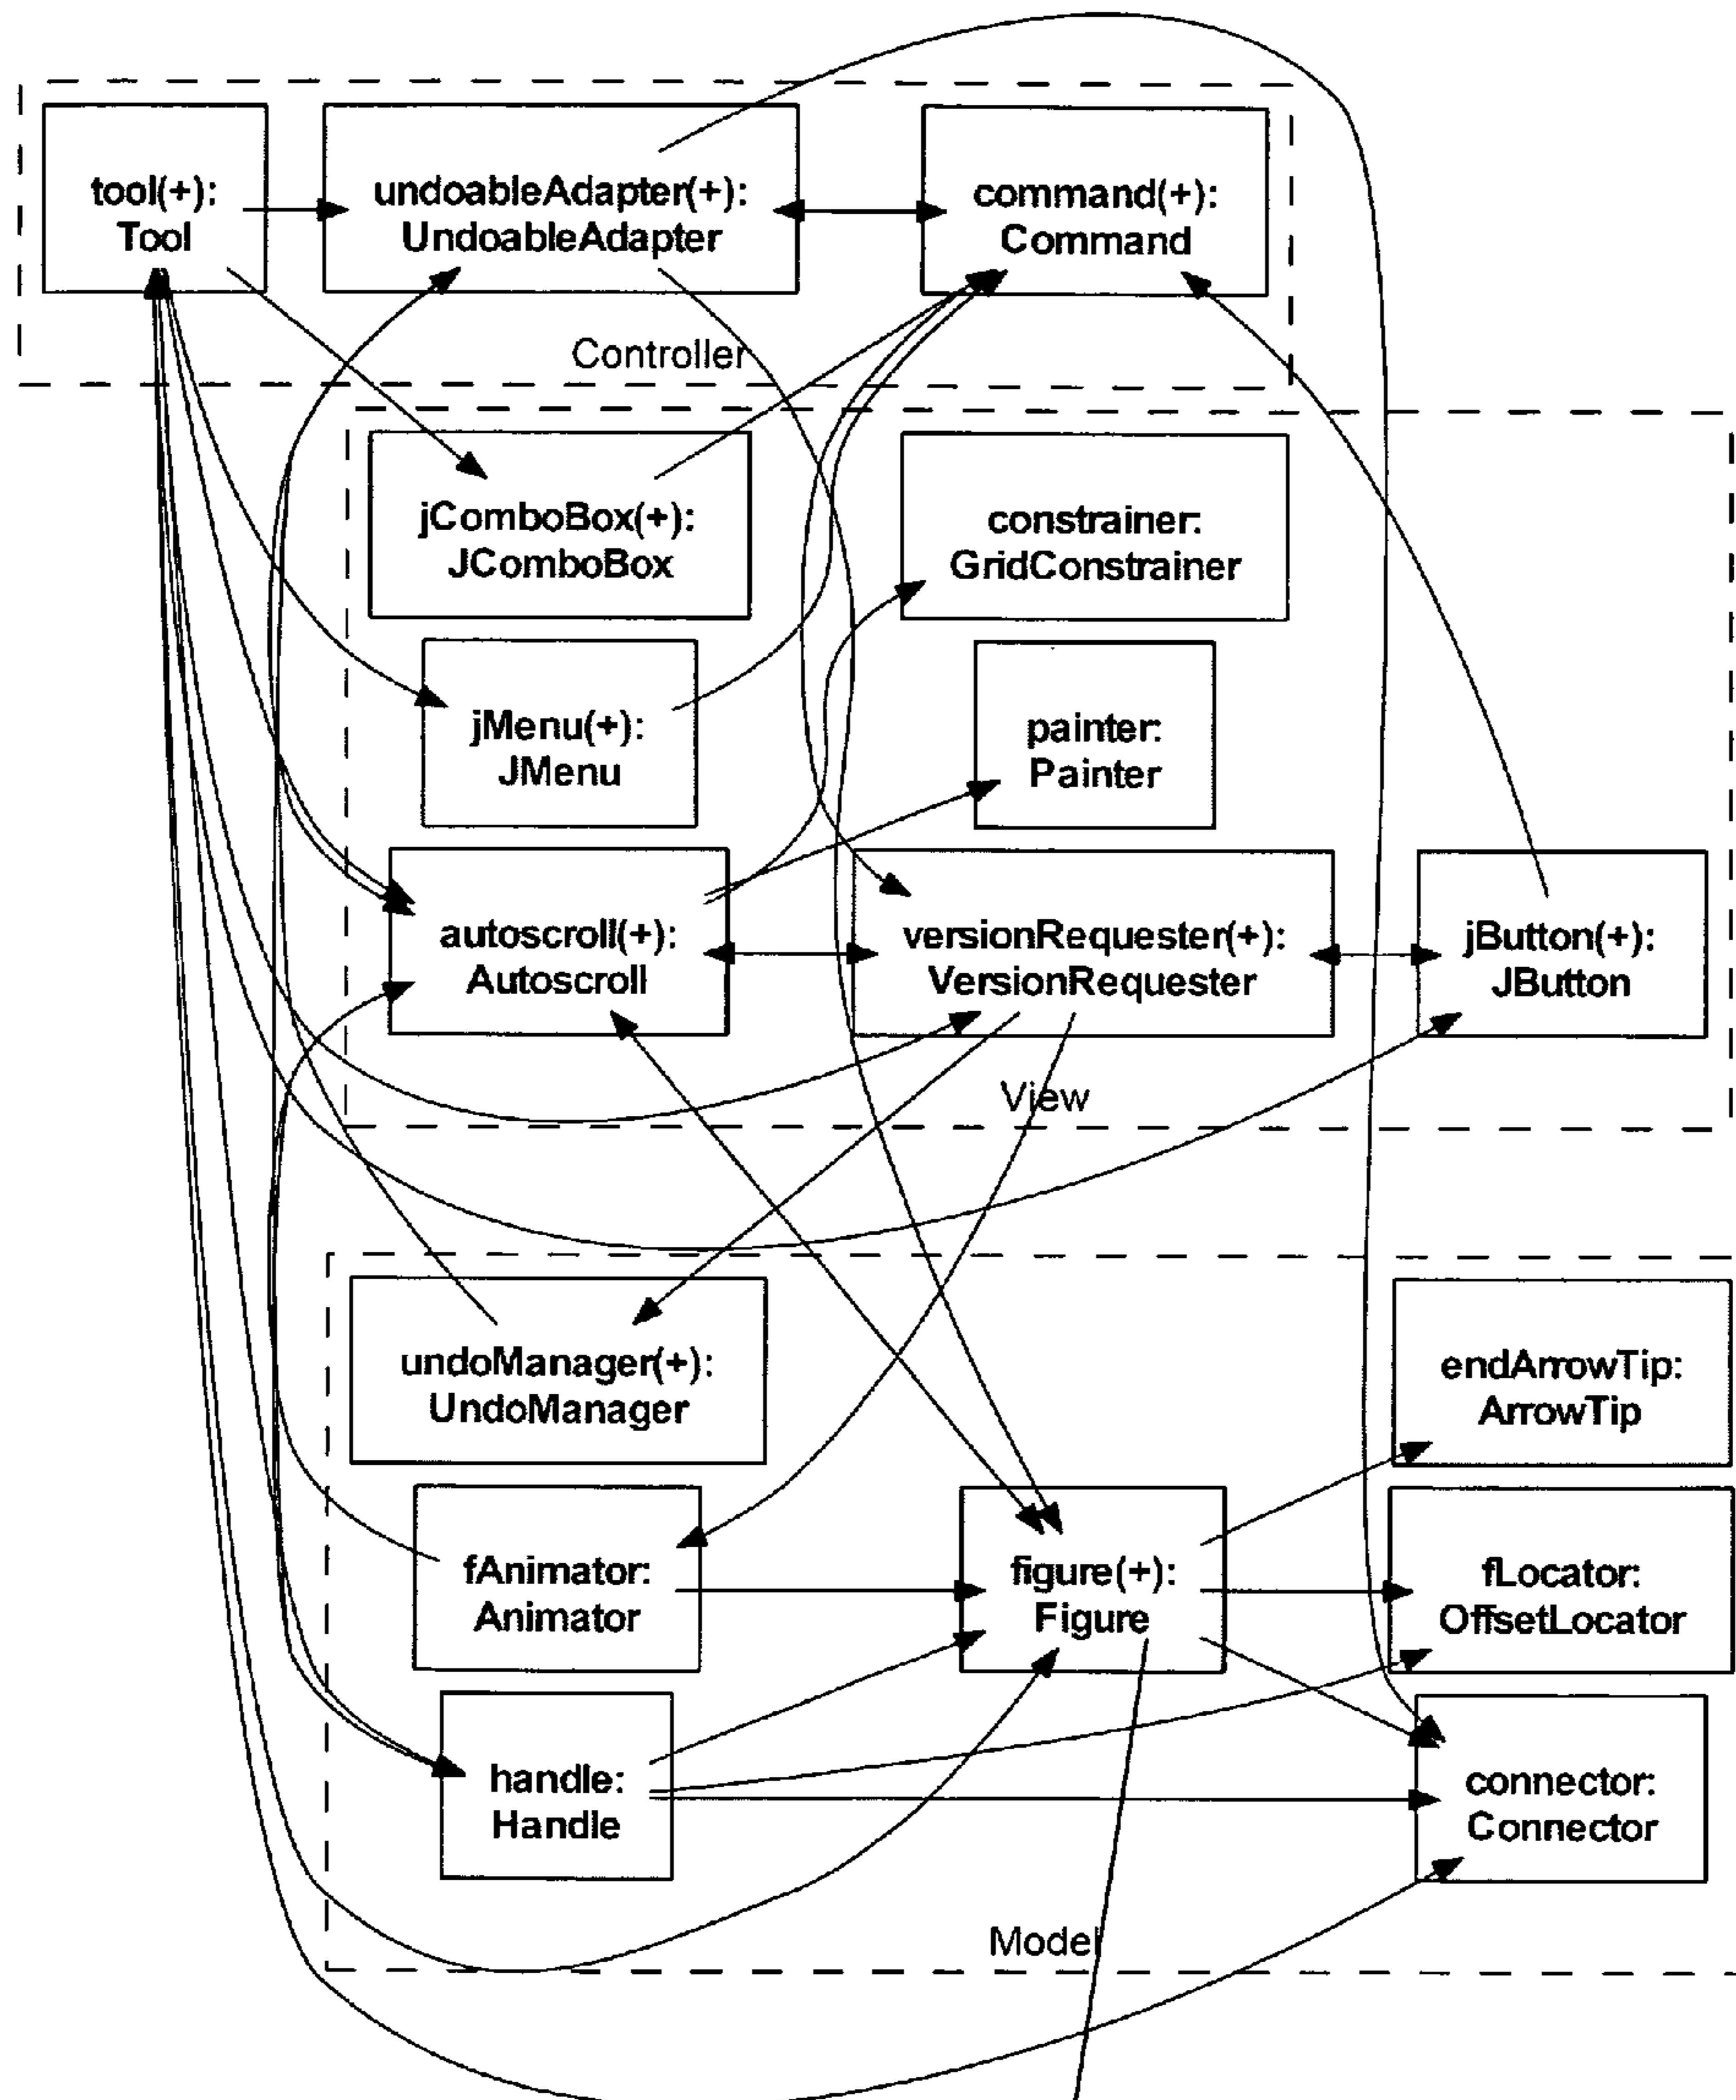 tool(+):
Tool
undoableAdapter(+):
UndoableAdapter
command(+):
Command
Controller
jComboBox(+):
JComboBox
constrainer:
GridConstrainer
jMenu(+):
JMenu
painter:
Painter
autoscroll(+):
Autoscroll
versionRequester(+):
VersionRequester
jButton(+):
JButton
View
undoManager(+):
UndoManager
endArrowTip:
ArrowTip
fAnimator:
Animator
figure(+):
Figure
fLocator:
OffsetLocator
handle:
Handle
connector:
Connector
Model